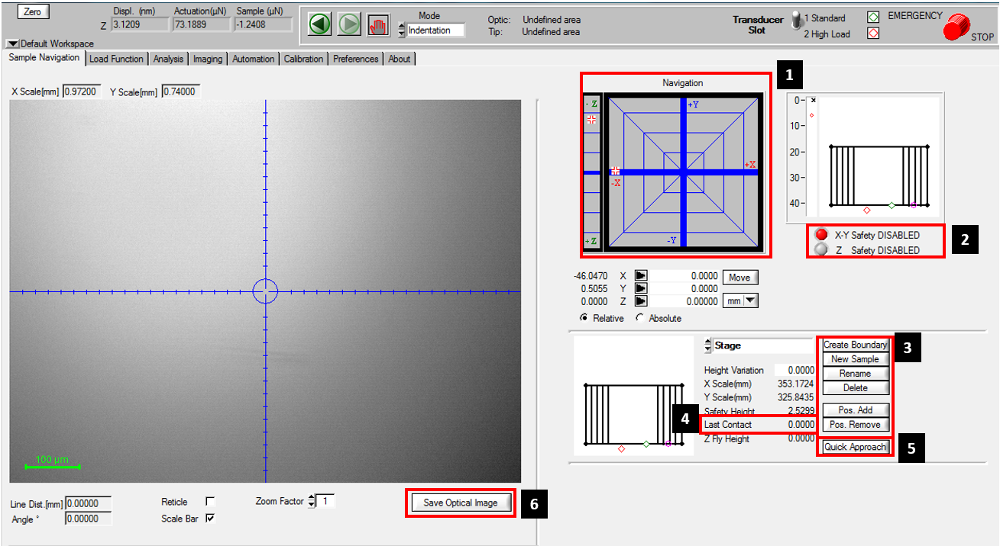 Zero
Displ. (nm) Actuation(µN) Sample (µN)
Z 3.1209 73.1889 -1.2408
Mode
Indentation
Optic: Undefined area
Tip: Undefined area
Transducer
Slot
1 Standard
2 High Load
EMERGENCY
STOP
Default Workspace
Sample Navigation Load Function Analysis Imaging Automation Calibration Preferences About
X Scale[mm] 0.97200 Y Scale[mm] 0.74000
100 µm
Line Dist.[mm] 0.00000
Angle ° 0.00000
Reticle
Scale Bar
Zoom Factor 1
Save Optical Image
6
Navigation
1
- Z
+Y
+X
-X
-Y
+ Z
0
10
20
30
40
X-Y Safety DISABLED
Z Safety DISABLED
2
-46.0470 X 0.0000 Move
0.5055 Y 0.0000
0.0000 Z 0.00000 mm
Relative Absolute
Stage
Height Variation 0.0000
X Scale(mm) 353.1724
Y Scale(mm) 325.8435
Safety Height 2.5299
4
Last Contact 0.0000
Z Fly Height 0.0000
Create Boundary
New Sample
Rename
Delete
Pos. Add
Pos. Remove
3
Quick Approach
5